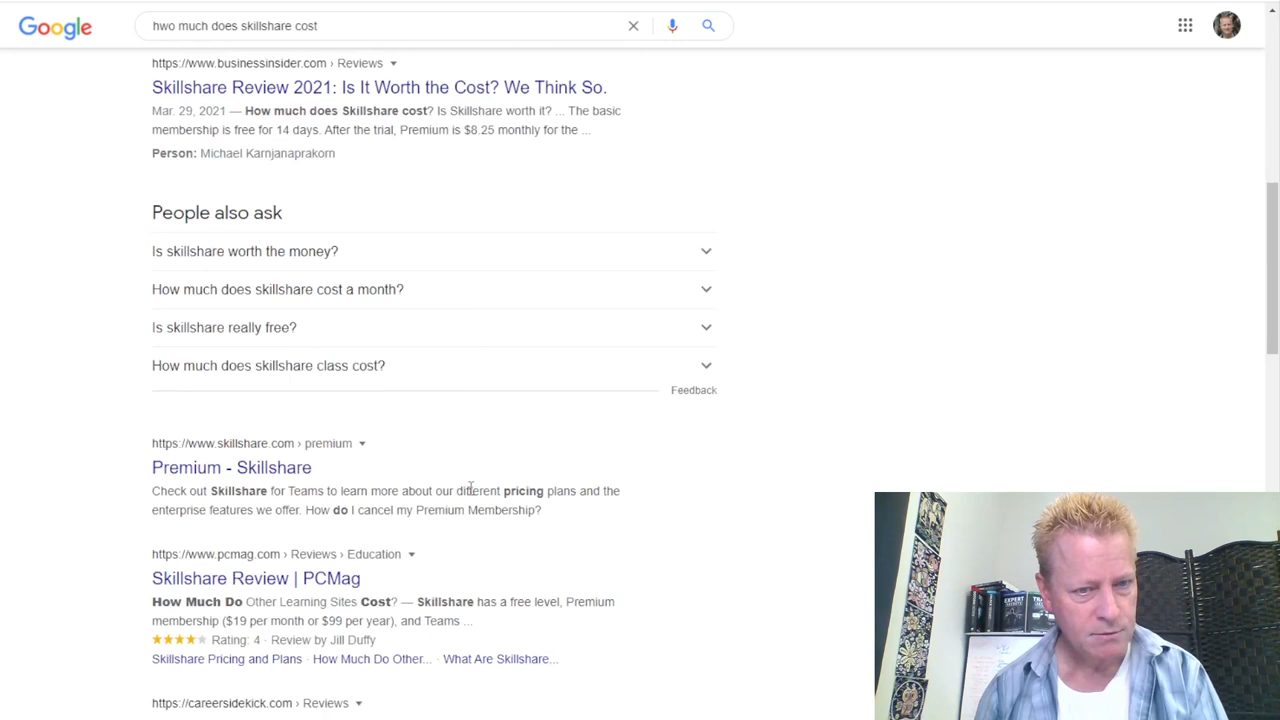 Google
hwo much does skillshare cost
https://www.businessinsider.com › Reviews
Skillshare Review 2021: Is It Worth the Cost? We Think So.
Mar. 29, 2021 — How much does Skillshare cost? Is Skillshare worth it? ... The basic
membership is free for 14 days. After the trial, Premium is $8.25 monthly for the ...
Person: Michael Karnjanaprakorn
People also ask
Is skillshare worth the money?
How much does skillshare cost a month?
Is skillshare really free?
How much does skillshare class cost?
Feedback
https://www.skillshare.com › premium
Premium - Skillshare
Check out Skillshare for Teams to learn more about our different pricing plans and the
enterprise features we offer. How do I cancel my Premium Membership?
https://www.pcmag.com › Reviews › Education
Skillshare Review | PCMag
How Much Do Other Learning Sites Cost? — Skillshare has a free level, Premium
membership ($19 per month or $99 per year), and Teams ...
Rating: 4 · Review by Jill Duffy
Skillshare Pricing and Plans · How Much Do Other... · What Are Skillshare...
https://careersidekick.com › Reviews
EXPERT